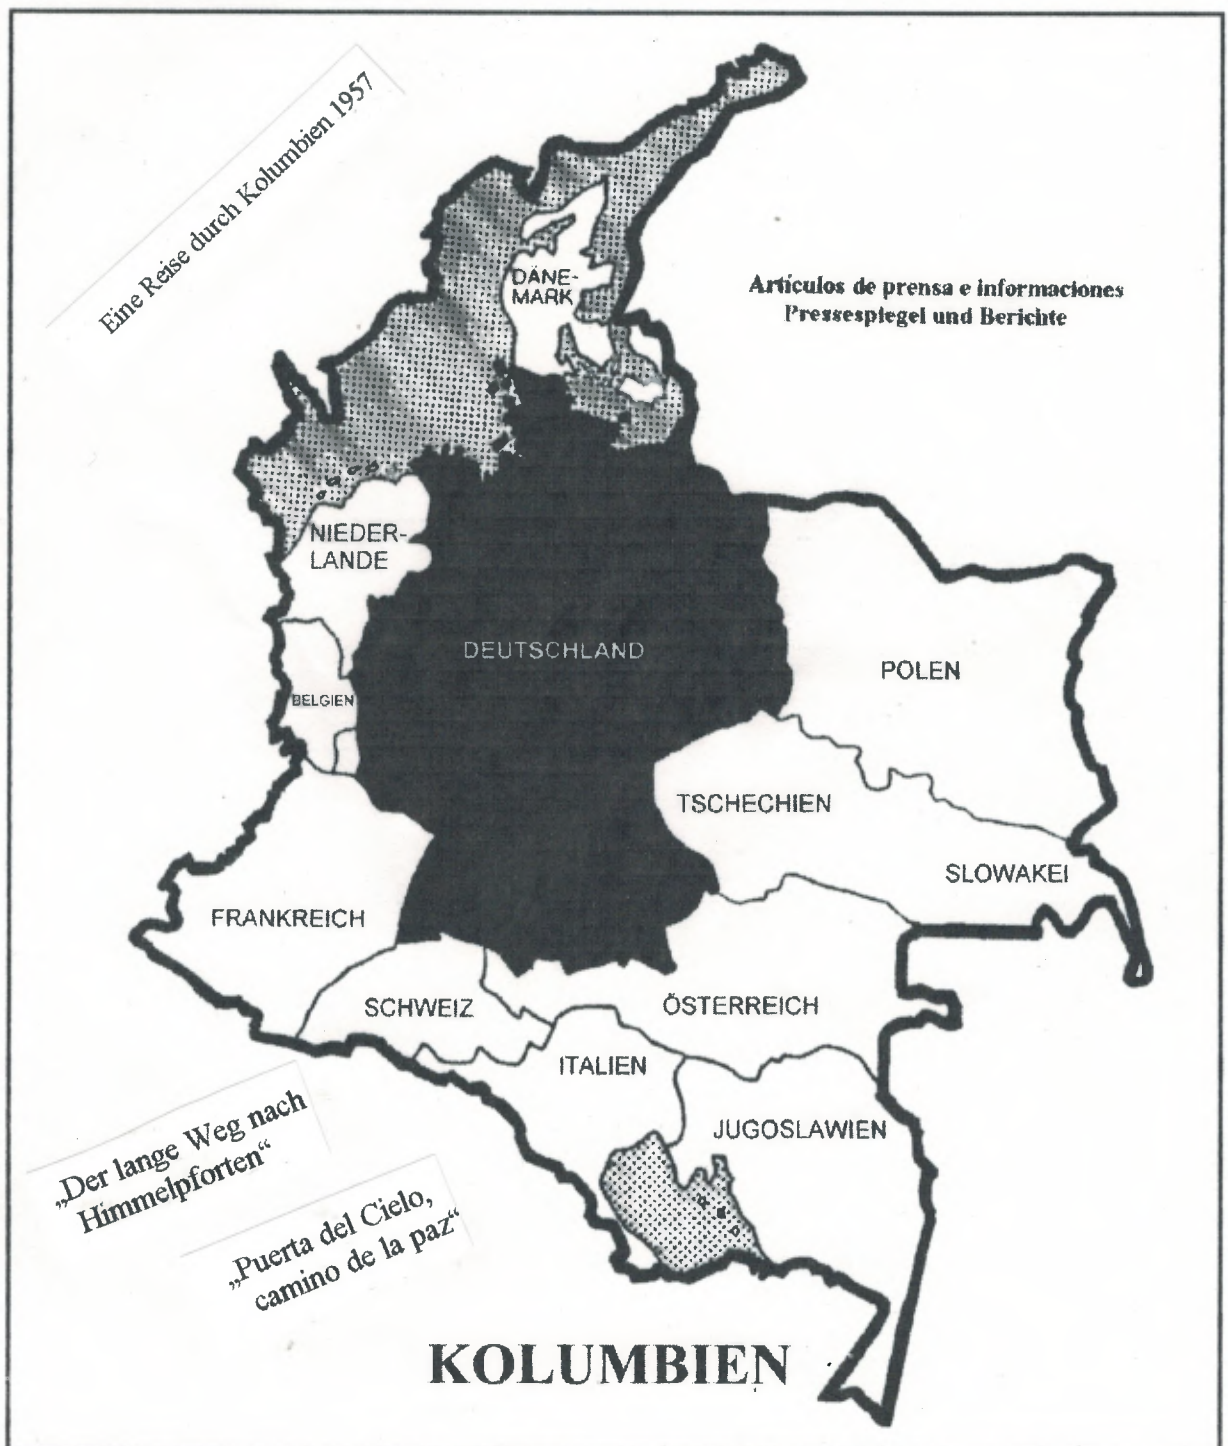 Eine Reise durch Kolumbien 1957
Artículos de prensa e informaciones
Pressespiegel und Berichte
DÄNE-
MARK
NIEDER-
LANDE
DEUTSCHLAND
POLEN
BELGIEN
TSCHECHIEN
SLOWAKEI
FRANKREICH
SCHWEIZ
ÖSTERREICH
ITALIEN
JUGOSLAWIEN
„Der lange Weg nach
Himmelpforten“
„Puerta del Cielo,
camino de la paz“
KOLUMBIEN